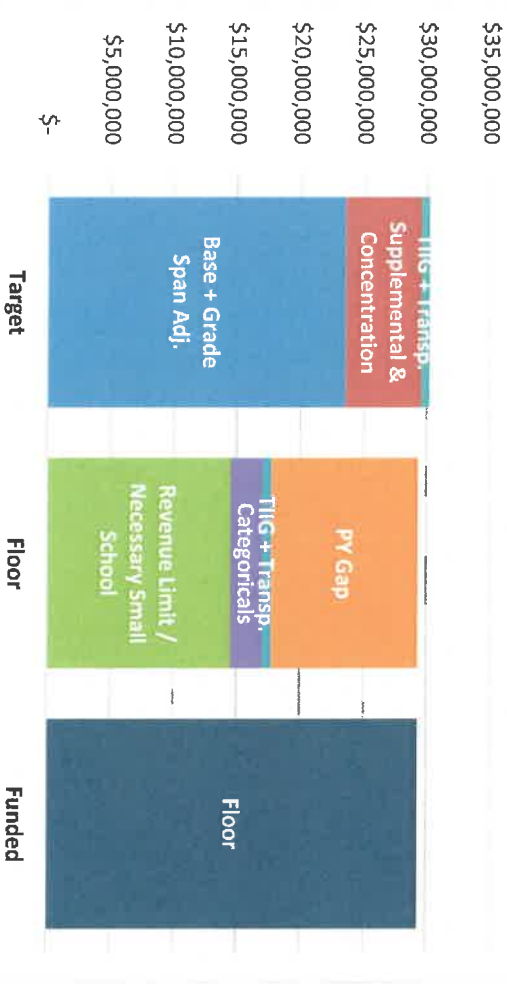 $35,000,000
$30,000,000
$25,000,000
$20,000,000
$15,000,000
$10,000,000
$5,000,000
$-
TIIG + Transp.
Supplemental &
Concentration
Base + Grade
Span Adj.
Target
PY Gap
TIIG + Transp.
Categoricals
Revenue Limit /
Necessary Small
School
Floor
Floor
Funded